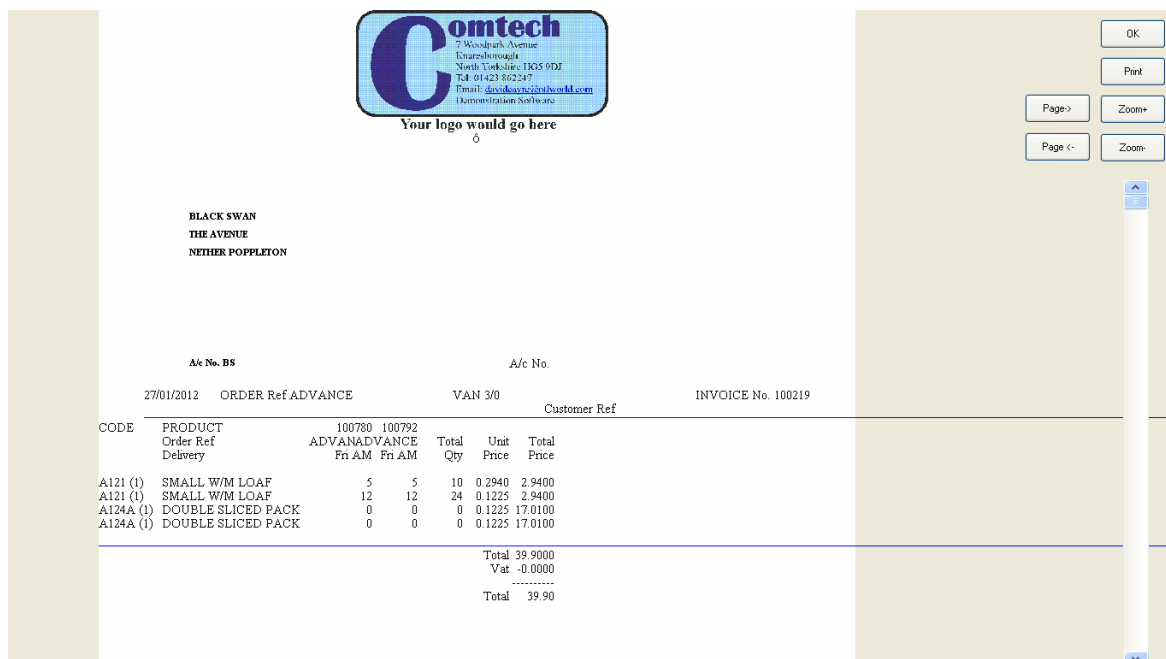 Comtech
7 Woodpark Avenue
Knaresborough
North Yorkshire HG5 9DJ
Tel: 01423 862247
Email: davideayre@ntlworld.com
Demonstration Software
Your logo would go here
Ô
OK
Print
Page-> Zoom+
Page <- Zoom-
BLACK SWAN
THE AVENUE
NETHER POPPLETON
A/c No. BS A/c No.
27/01/2012 ORDER Ref ADVANCE VAN 3/0 INVOICE No. 100219
Customer Ref
CODE PRODUCT 100780 100792
Order Ref ADVANADVANCE Total Unit Total
Delivery Fri AM Fri AM Qty Price Price
A121 (1) SMALL W/M LOAF 5 5 10 0.2940 2.9400
A121 (1) SMALL W/M LOAF 12 12 24 0.1225 2.9400
A124A (1) DOUBLE SLICED PACK 0 0 0 0.1225 17.0100
A124A (1) DOUBLE SLICED PACK 0 0 0 0.1225 17.0100
Total 39.9000
Vat -0.0000
----------
Total 39.90